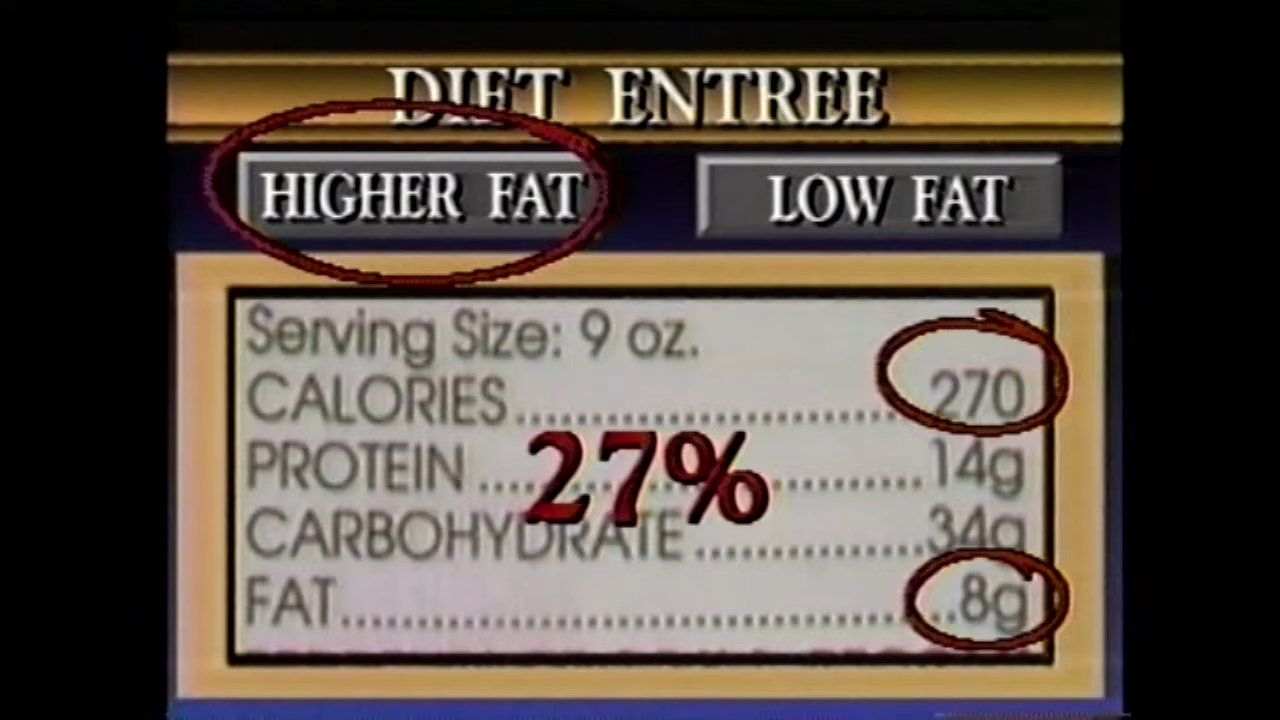 DIET ENTREE
HIGHER FAT LOW FAT
Serving Size: 9 oz.
CALORIES.........................270
PROTEIN.........................14g
27%
CARBOHYDRATE...............34g
FAT....................................8g